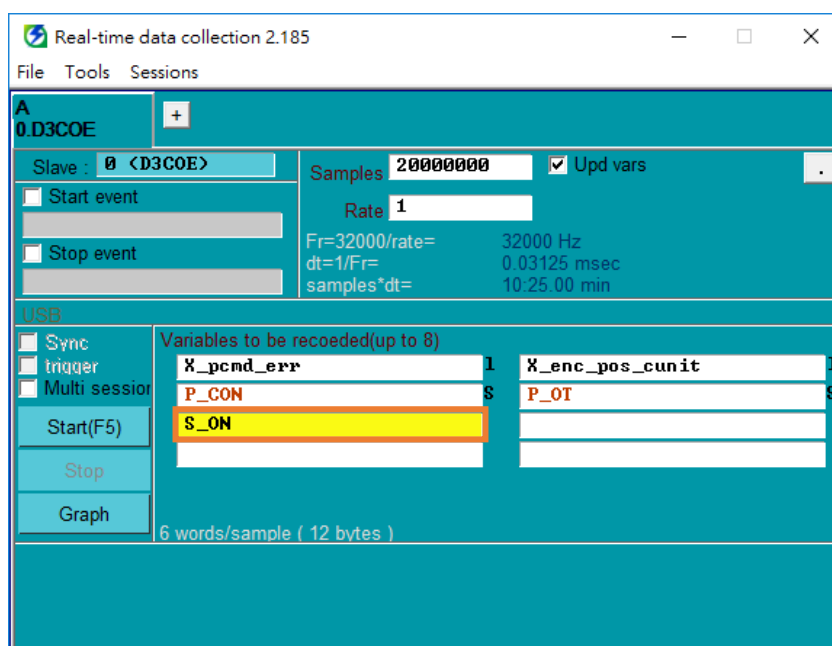 Real-time data collection 2.185
File Tools Sessions
A
0.D3COE
+
Slave : 0 (D3COE)
Samples 20000000
Upd vars
.
Start event
Rate 1
Stop event
Fr=32000/rate= 32000 Hz
dt=1/Fr= 0.03125 msec
samples*dt= 10:25.00 min
USB
Sync
Variables to be recoeded(up to 8)
trigger
X_pcmd_err l X_enc_pos_cunit l
Multi session
P_CON S P_OT S
Start(F5)
S_ON
Stop
Graph
6 words/sample ( 12 bytes )